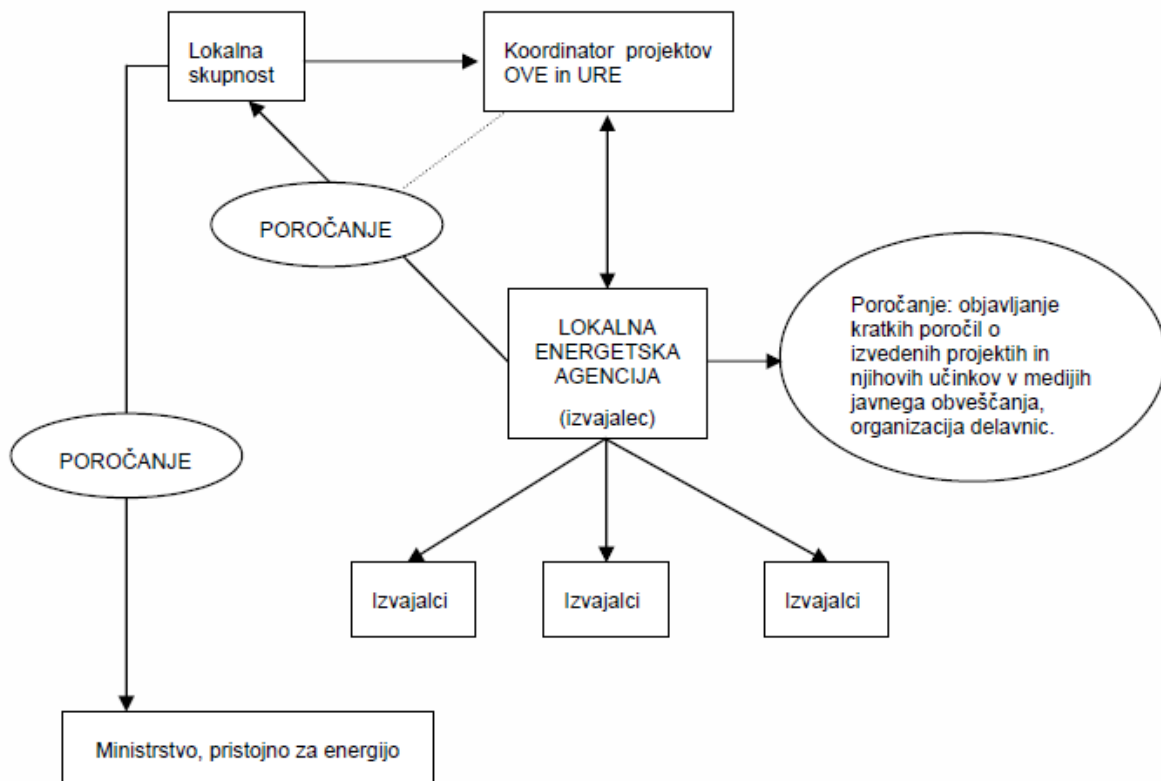 Lokalna
skupnost
Koordinator projektov
OVE in URE
POROČANJE
LOKALNA
ENERGETSKA
AGENCIJA
(izvajalec)
Poročanje: objavljanje
kratkih poročil o
izvedenih projektih in
njihovih učinkov v medijih
javnega obveščanja,
organizacija delavnic.
POROČANJE
Izvajalci
Izvajalci
Izvajalci
Ministrstvo, pristojno za energijo